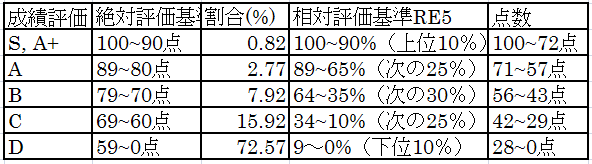 成績評価 絶対評価基準 割合(%) 相対評価基準RE5 点数
S, A+ 100~90点 0.82 100~90%（上位10%） 100~72点
A 89~80点 2.77 89~65%（次の25%） 71~57点
B 79~70点 7.92 64~35%（次の30%） 56~43点
C 69~60点 15.92 34~10%（次の25%） 42~29点
D 59~0点 72.57 9~0%（下位10%） 28~0点